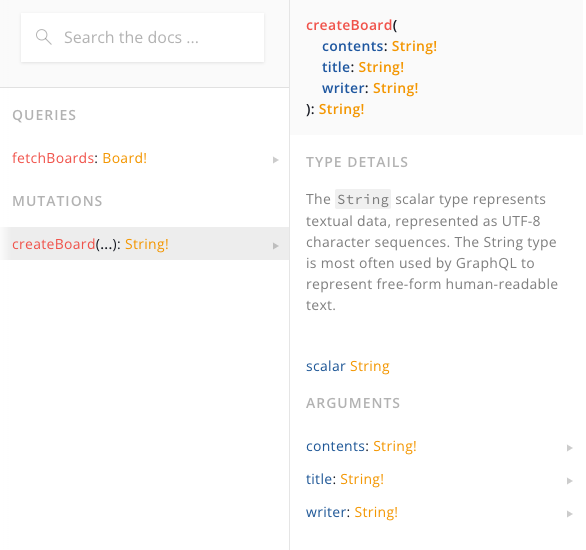 Search the docs ...
QUERIES
fetchBoards: Board!
MUTATIONS
createBoard(...): String!
createBoard(
contents: String!
title: String!
writer: String!
): String!
TYPE DETAILS
The String scalar type represents
textual data, represented as UTF-8
character sequences. The String type
is most often used by GraphQL to
represent free-form human-readable
text.
scalar String
ARGUMENTS
contents: String!
title: String!
writer: String!